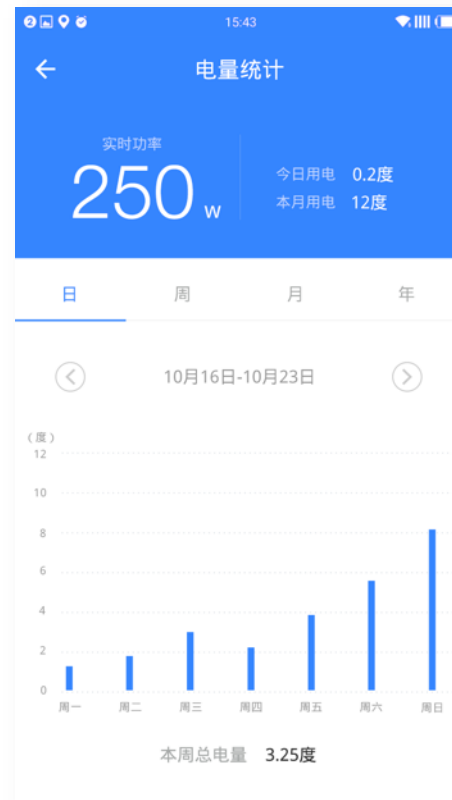 2 15:43
电量统计
实时功率
250 w
今日用电 0.2度
本月用电 12度
日 周 月 年
10月16日-10月23日
(度)
12
10
8
6
4
2
0
周一 周二 周三 周四 周五 周六 周日
本周总电量 3.25度